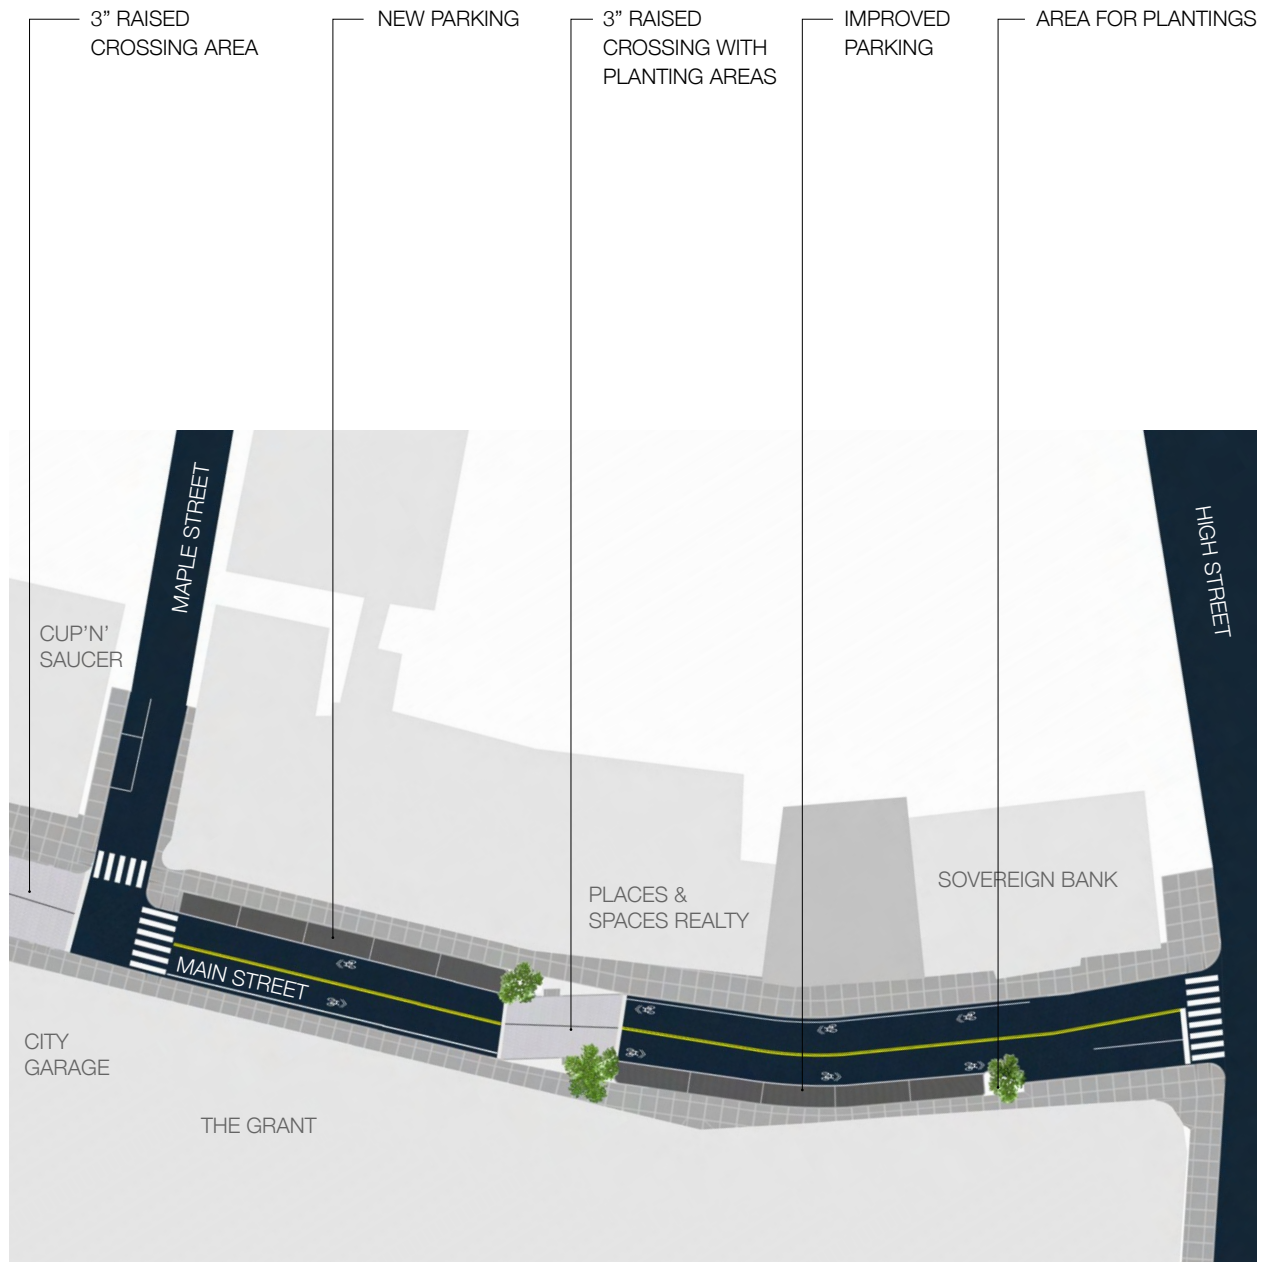 3” RAISED
CROSSING AREA
NEW PARKING
3” RAISED
CROSSING WITH
PLANTING AREAS
IMPROVED
PARKING
AREA FOR PLANTINGS
MAPLE STREET
HIGH STREET
CUP’N’
SAUCER
PLACES &
SPACES REALTY
SOVEREIGN BANK
MAIN STREET
CITY
GARAGE
THE GRANT